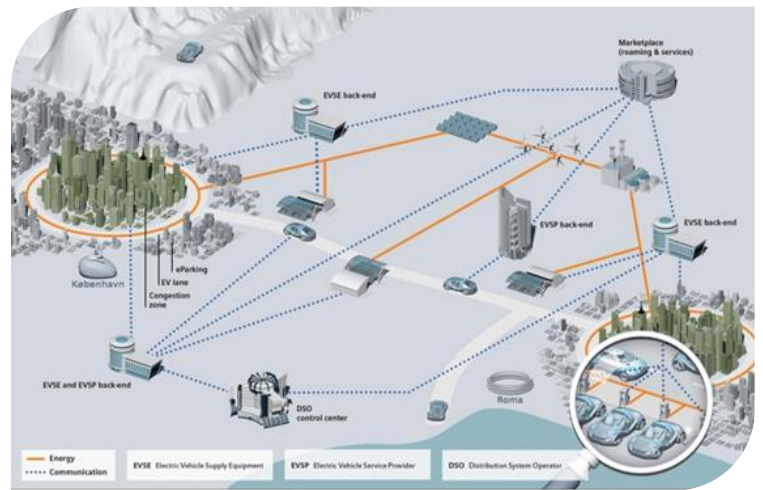 Marketplace
(roaming & services)
EVSE back-end
EVSP back-end
EVSE back-end
eParking
EV lane
Congestion
zone
København
EVSE and EVSP back-end
DSO
control center
Roma
Energy
Communication
EVSE Electric Vehicle Supply Equipment
EVSP Electric Vehicle Service Provider
DSO Distribution System Operator